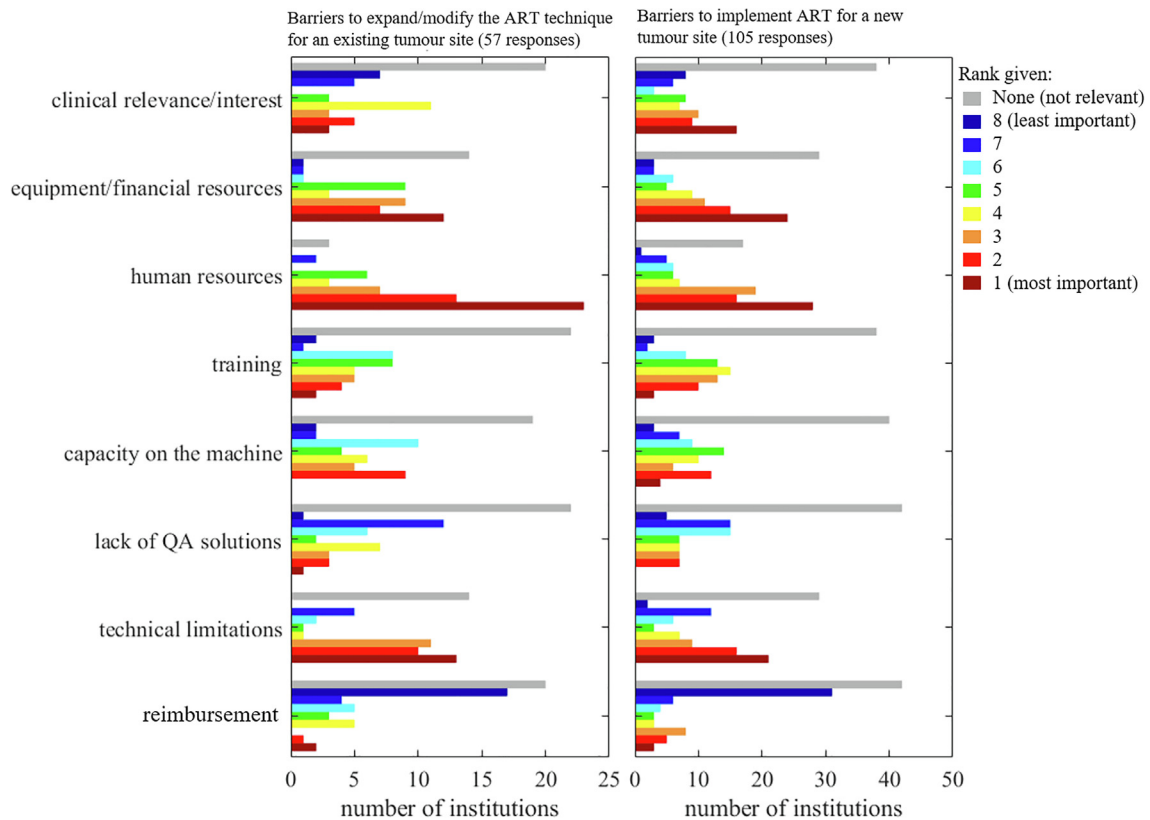 Barriers to expand/modify the ART technique
for an existing tumour site (57 responses)
Barriers to implement ART for a new
tumour site (105 responses)
Rank given:
None (not relevant)
8 (least important)
7
6
5
4
3
2
1 (most important)
clinical relevance/interest
equipment/financial resources
human resources
training
capacity on the machine
lack of QA solutions
technical limitations
reimbursement
0 5 10 15 20 25
0 10 20 30 40 50
number of institutions
number of institutions